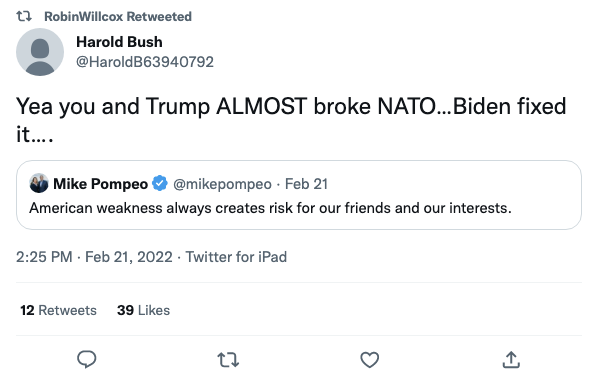 RobinWillcox Retweeted
Harold Bush
@HaroldB63940792
Yea you and Trump ALMOST broke NATO...Biden fixed
it....
Mike Pompeo @mikepompeo · Feb 21
American weakness always creates risk for our friends and our interests.
2:25 PM · Feb 21, 2022 · Twitter for iPad
12 Retweets 39 Likes